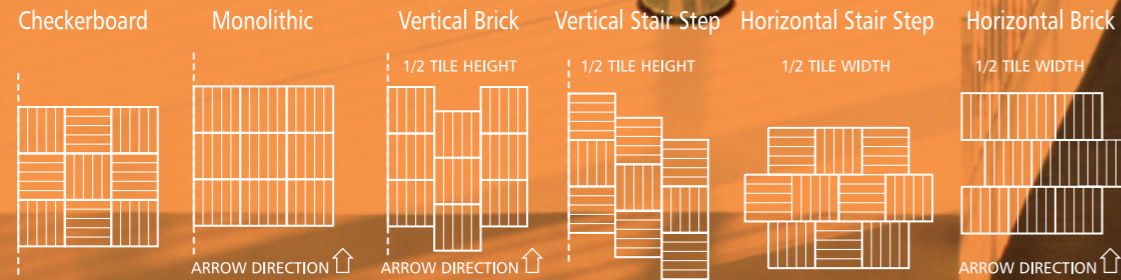 Checkerboard
Monolithic
Vertical Brick
Vertical Stair Step
Horizontal Stair Step
Horizontal Brick
1/2 TILE HEIGHT
1/2 TILE HEIGHT
1/2 TILE WIDTH
1/2 TILE WIDTH
ARROW DIRECTION
ARROW DIRECTION
ARROW DIRECTION